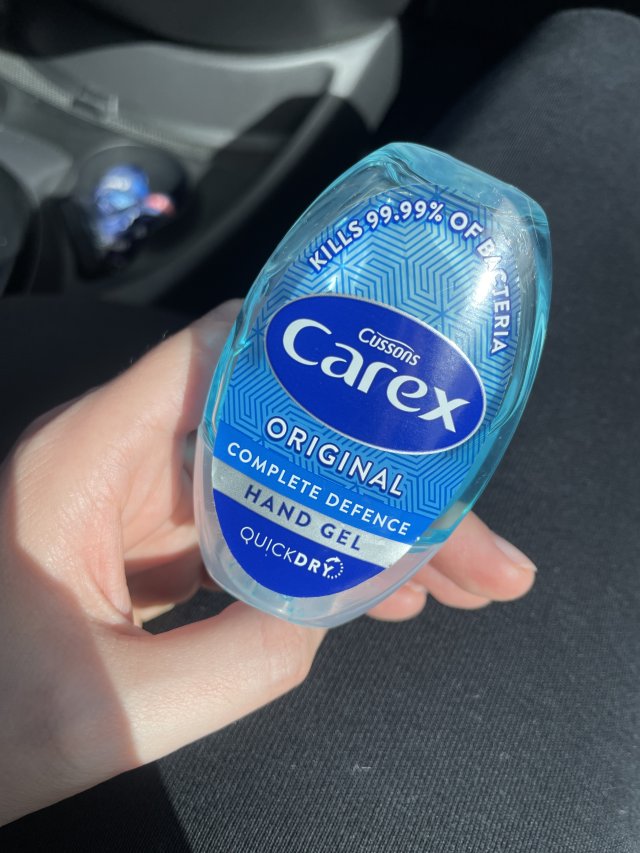 KILLS 99.99% OF BACTERIA
Cussons
Carex
ORIGINAL
COMPLETE DEFENCE
HAND GEL
QUICKDRY